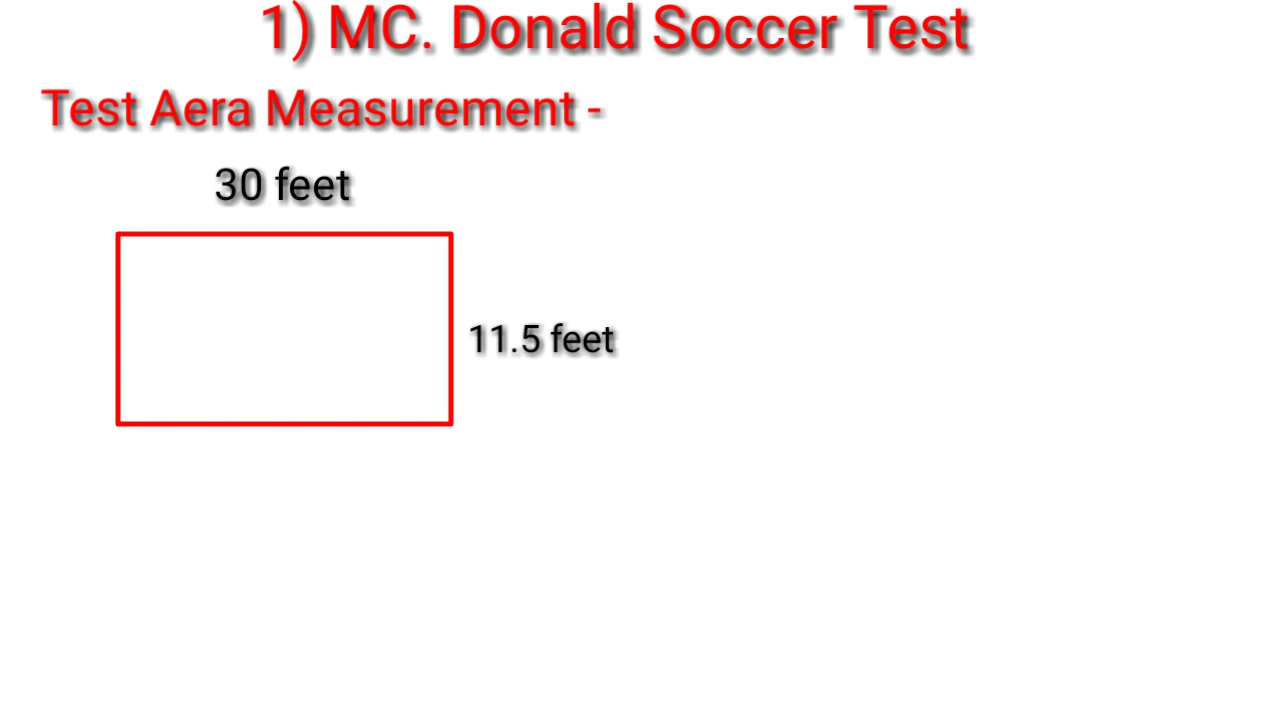 1) MC. Donald Soccer Test
Test Aera Measurement -
30 feet
11.5 feet